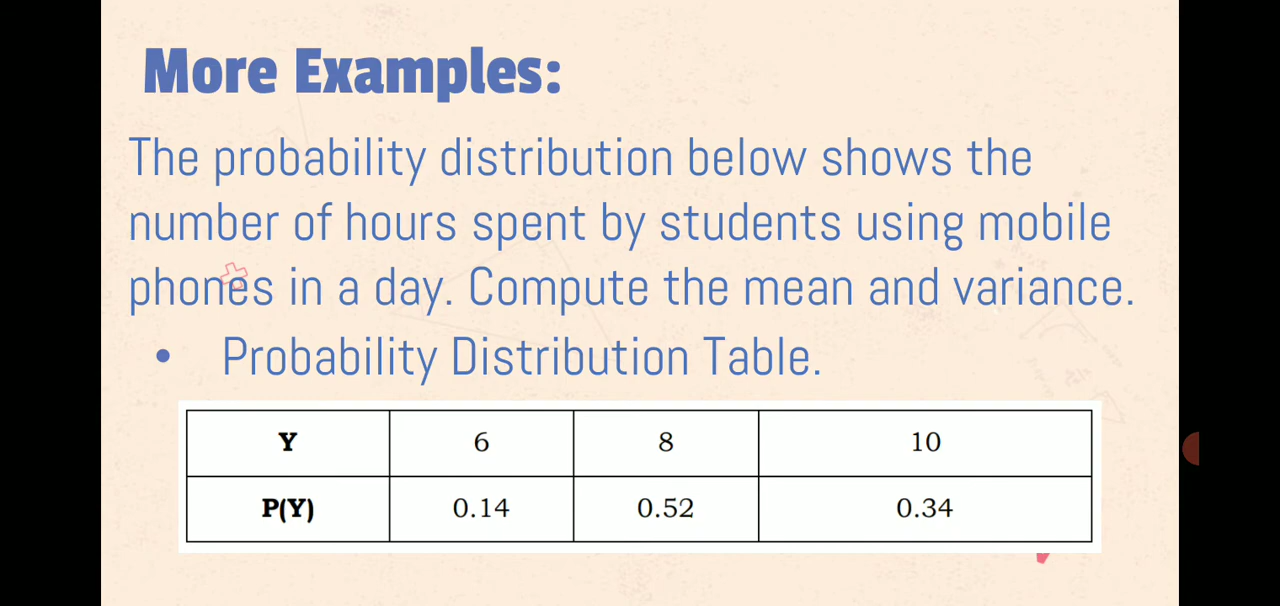 More Examples:
The probability distribution below shows the
number of hours spent by students using mobile
phones in a day. Compute the mean and variance.
• Probability Distribution Table.
Y 6 8 10
P(Y) 0.14 0.52 0.34